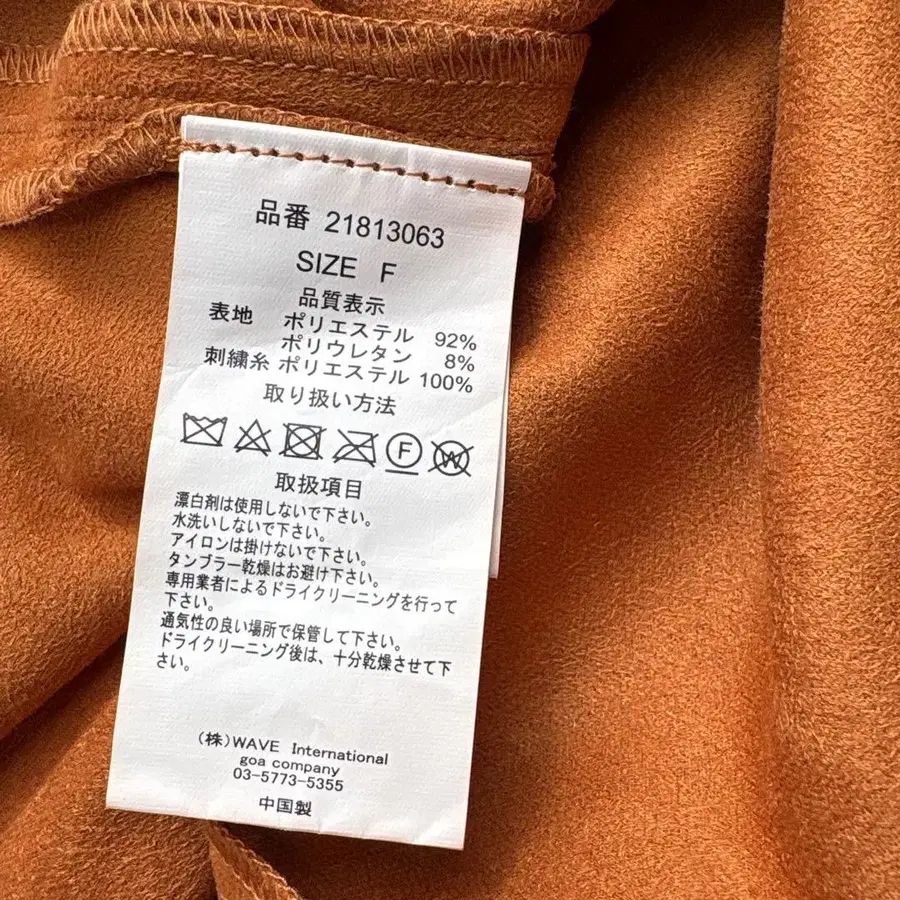 品番 21813063
SIZE F
品質表示
表地 ポリエステル 92%
ポリウレタン 8%
刺繍糸 ポリエステル 100%
取り扱い方法
F W
取扱項目
漂白剤は使用しないで下さい。
水洗いしないで下さい。
アイロンは掛けないで下さい。
タンブラー乾燥はお避け下さい。
専用業者によるドライクリーニングを行って
下さい。
通気性の良い場所で保管して下さい。
ドライクリーニング後は、十分乾燥させて下
さい。
(株)WAVE International
goa company
03-5773-5355
中国製